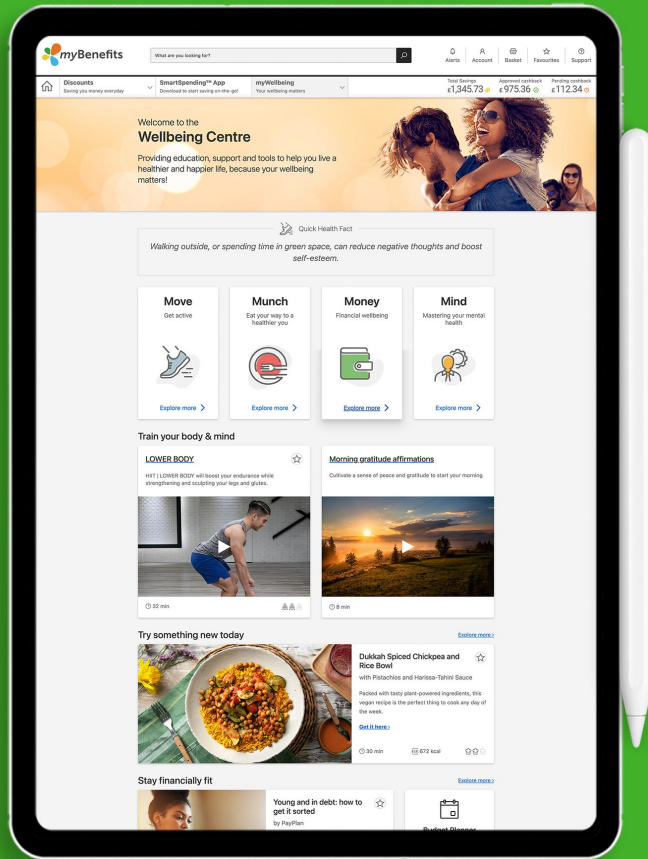 myBenefits
What are you looking for?
Alerts
Account
Basket
Favourites
Support
Discounts
Saving you money everyday
SmartSpending™ App
Download to start saving on-the-go!
myWellbeing
Your wellbeing matters
Total Savings
£1,345.73
Approved cashback
£975.36
Pending cashback
£112.34
Welcome to the
Wellbeing Centre
Providing education, support and tools to help you live a
healthier and happier life, because your wellbeing
matters!
Quick Health Fact
Walking outside, or spending time in green space, can reduce negative thoughts and boost
self-esteem.
Move
Get active
Explore more >
Munch
Eat your way to a
healthier you
Explore more >
Money
Financial wellbeing
Explore more >
Mind
Mastering your mental
health
Explore more >
Train your body & mind
LOWER BODY
HIIT | LOWER BODY will boost your endurance while
strengthening and sculpting your legs and glutes.
32 min
Morning gratitude affirmations
Cultivate a sense of peace and gratitude to start your morning
8 min
Try something new today
Explore more >
Dukkah Spiced Chickpea and
Rice Bowl
with Pistachios and Harissa-Tahini Sauce
Packed with tasty plant-powered ingredients, this
vegan recipe is the perfect thing to cook any day of
the week.
Get it here >
30 min
672 kcal
Stay financially fit
Explore more >
Young and in debt: how to
get it sorted
by PayPlan
Budget Planner